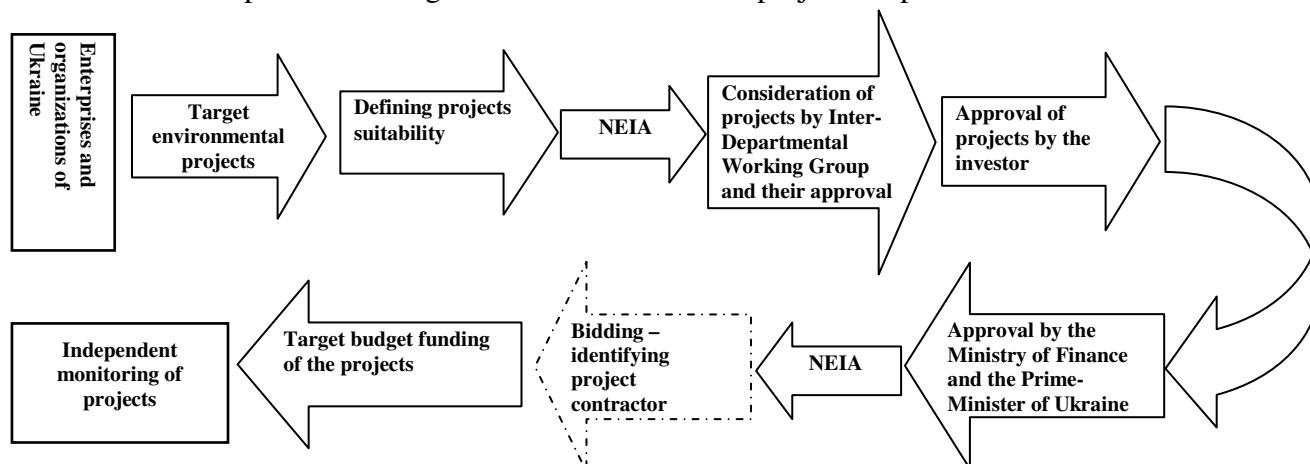 Enterprises and
organizations of
Ukraine
Target
environmental
projects
Defining projects
suitability
NEIA
Consideration of
projects by Inter-
Departmental
Working Group
and their approval
Approval of
projects by the
investor
Approval by the
Ministry of Finance
and the Prime-
Minister of Ukraine
NEIA
Bidding –
identifying
project
contractor
Target budget funding
of the projects
Independent
monitoring of
projects